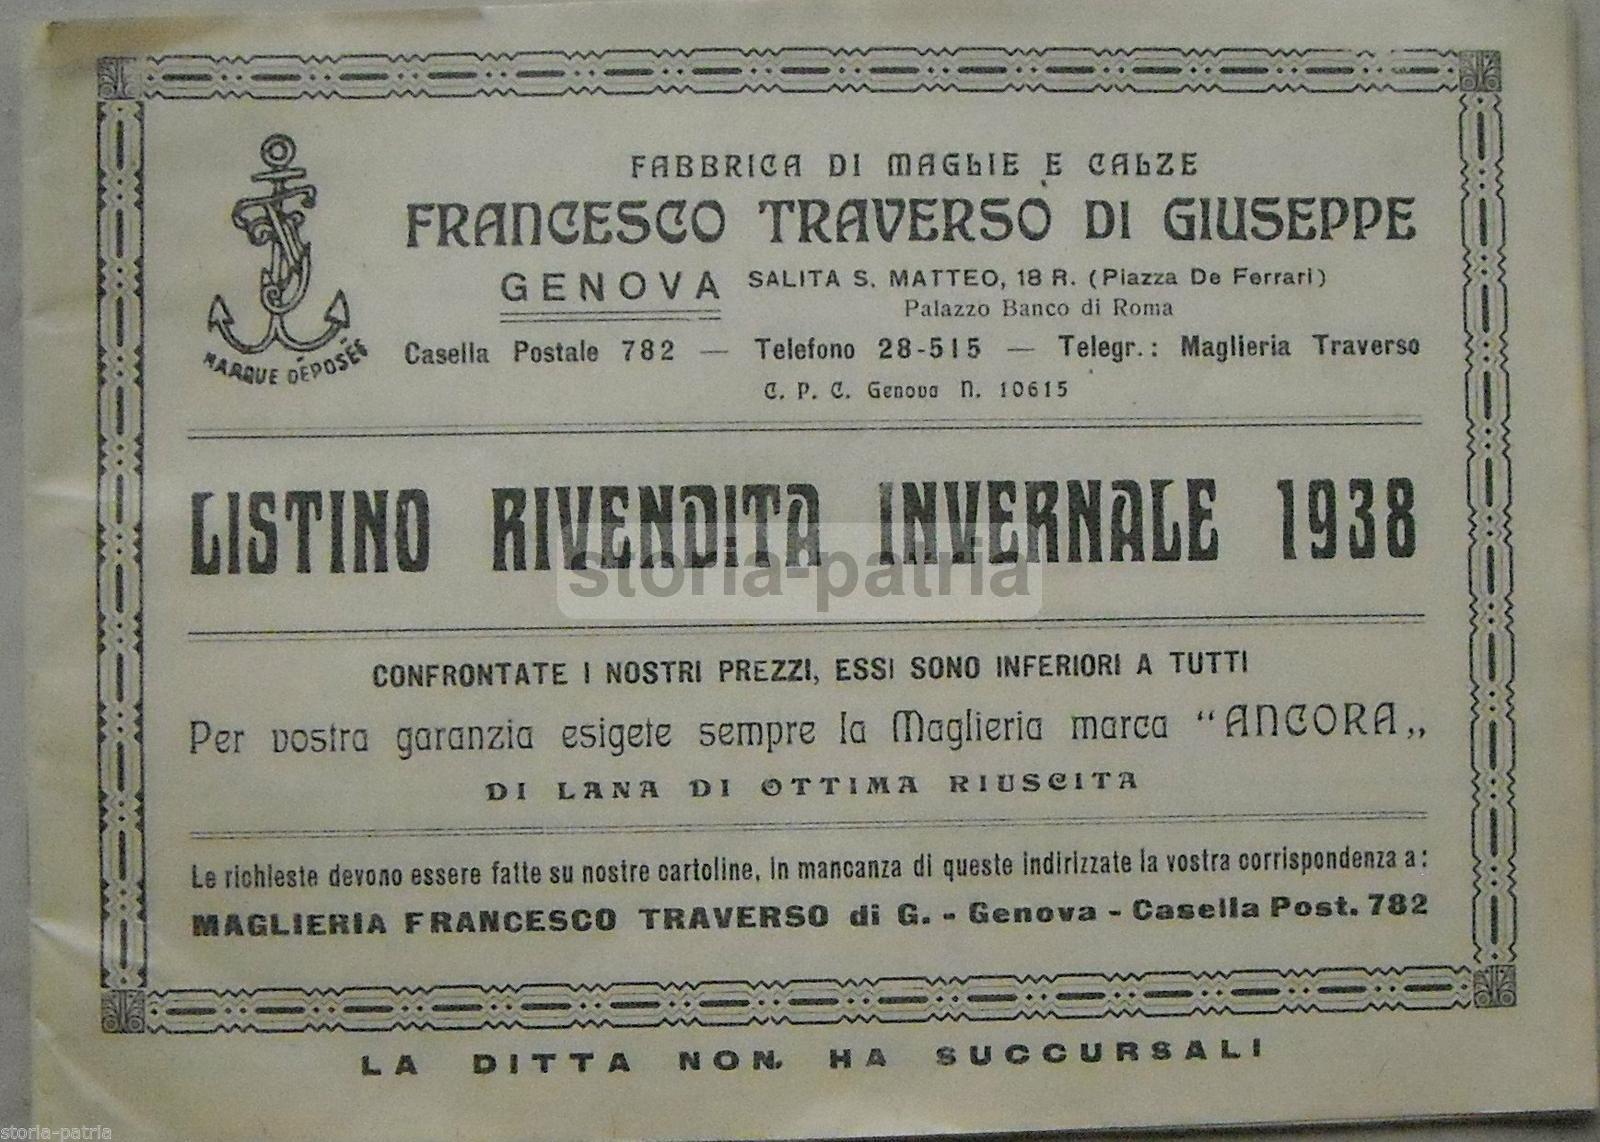 FABBRICA DI MAGLIE E CALZE
FRANCESCO TRAVERSO DI GIUSEPPE
GENOVA
SALITA S. MATTEO, 18 R. (Piazza De Ferrari)
Palazzo Banco di Roma
MARQUE DÉPOSÉE
Casella Postale 782 — Telefono 28-515 — Telegr.: Maglieria Traverso
C. P. C. Genova N. 10615
LISTINO RIVENDITA INVERNALE 1938
storia-patria
CONFRONTATE I NOSTRI PREZZI, ESSI SONO INFERIORI A TUTTI
Per vostra garanzia esigete sempre la Maglieria marca “ANCORA„
DI LANA DI OTTIMA RIUSCITA
Le richieste devono essere fatte su nostre cartoline, in mancanza di queste indirizzate la vostra corrispondenza a:
MAGLIERIA FRANCESCO TRAVERSO di G. - Genova - Casella Post. 782
LA DITTA NON HA SUCCURSALI
storia-patria